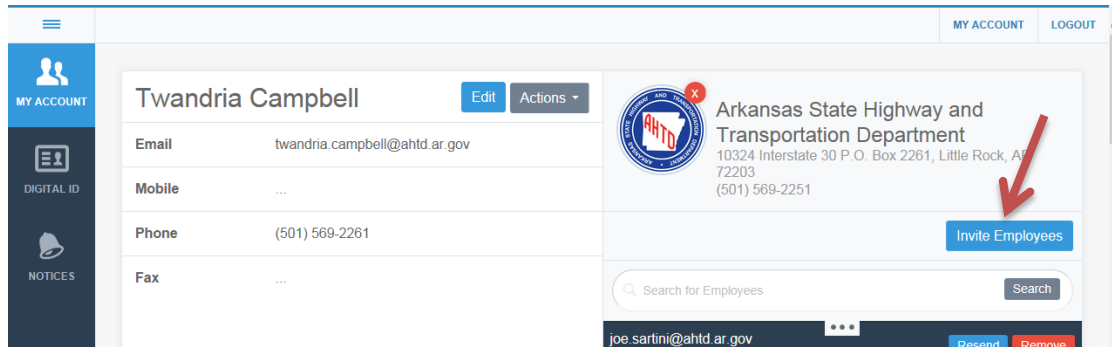 MY ACCOUNT
LOGOUT
MY ACCOUNT
DIGITAL ID
NOTICES
Twandria Campbell
Edit
Actions
Email
twandria.campbell@ahtd.ar.gov
Mobile
...
Phone
(501) 569-2261
Fax
...
AHTD
X
Arkansas State Highway and
Transportation Department
10324 Interstate 30 P.O. Box 2261, Little Rock,
72203
(501) 569-2251
Invite Employees
Search for Employees
Search
joe.sartini@ahtd.ar.gov
Resend
Remove